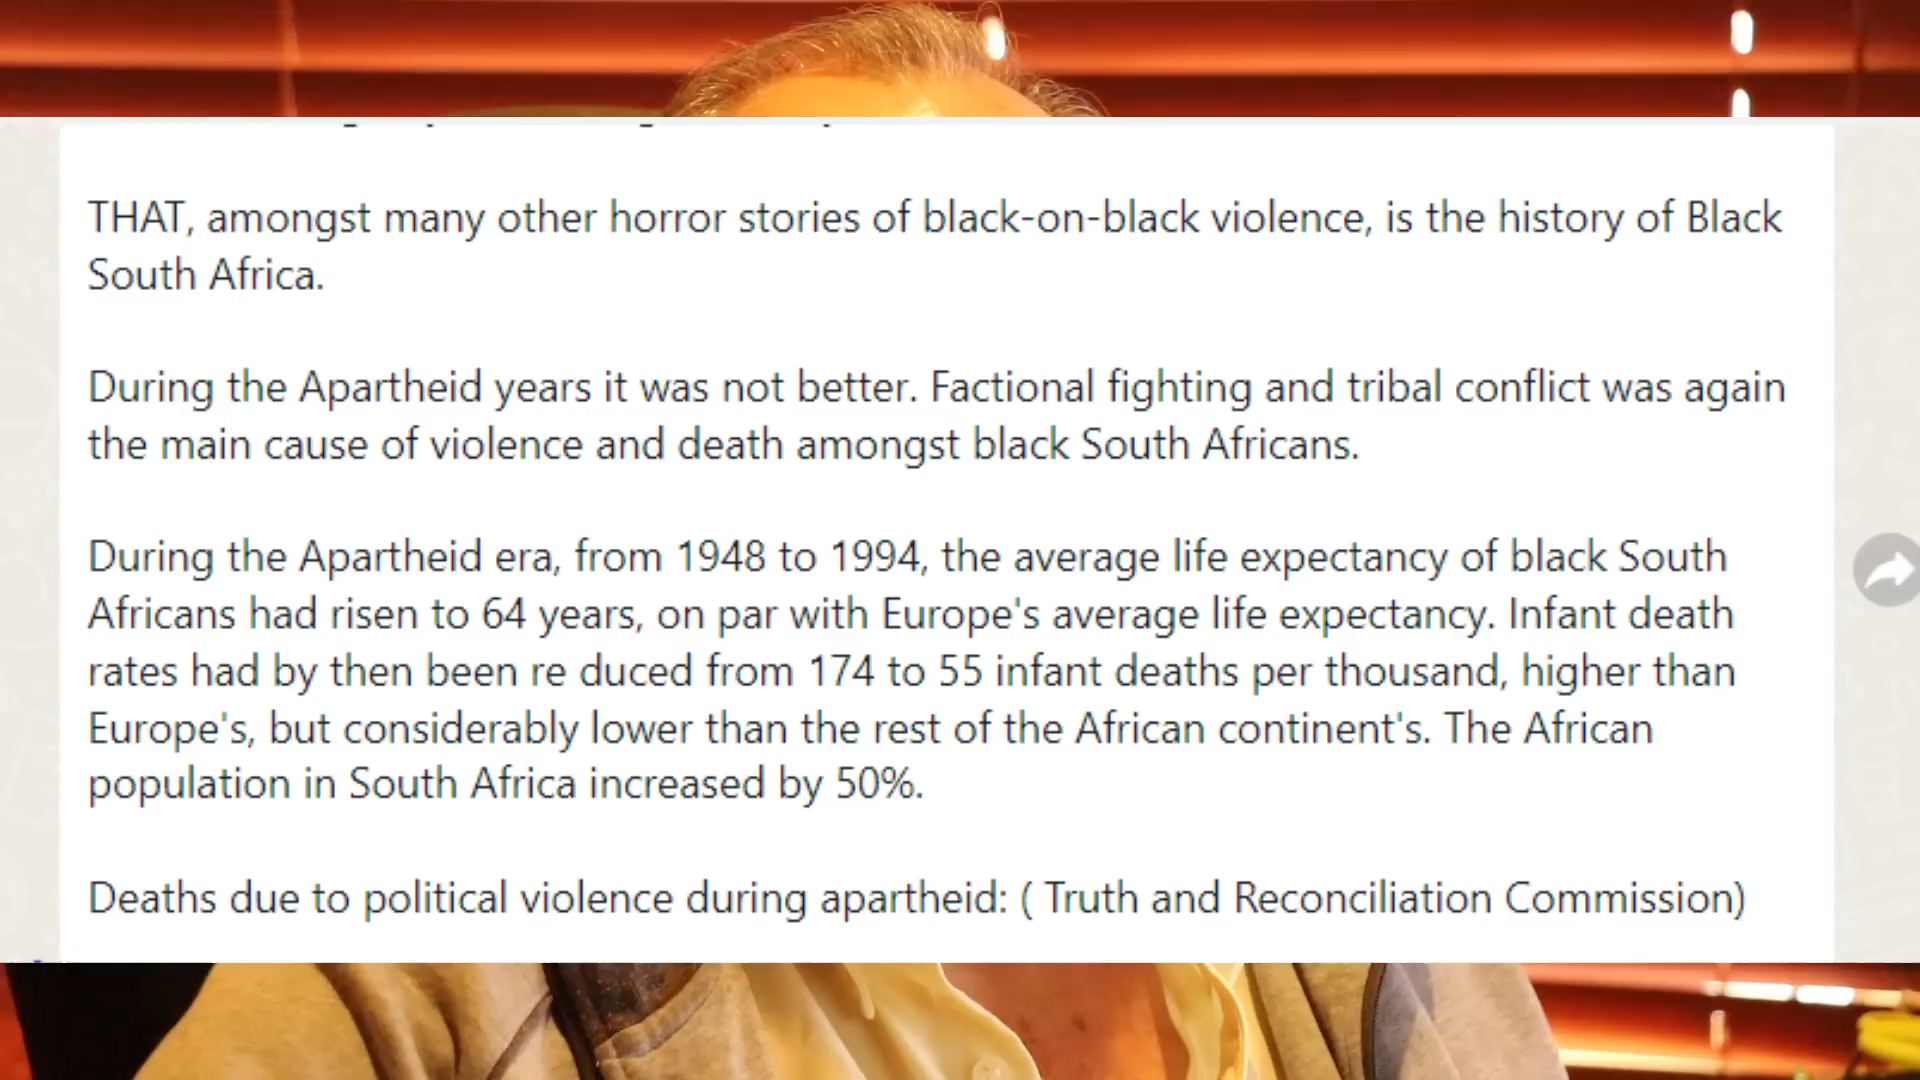 THAT, amongst many other horror stories of black-on-black violence, is the history of Black
South Africa.
During the Apartheid years it was not better. Factional fighting and tribal conflict was again
the main cause of violence and death amongst black South Africans.
During the Apartheid era, from 1948 to 1994, the average life expectancy of black South
Africans had risen to 64 years, on par with Europe's average life expectancy. Infant death
rates had by then been re duced from 174 to 55 infant deaths per thousand, higher than
Europe's, but considerably lower than the rest of the African continent's. The African
population in South Africa increased by 50%.
Deaths due to political violence during apartheid: ( Truth and Reconciliation Commission)